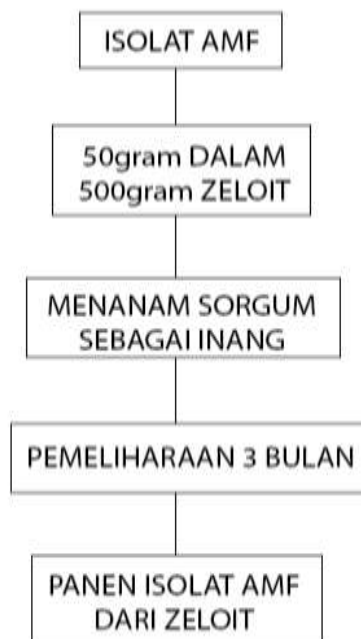 ISOLAT AMF
50gram DALAM
500gram ZELOIT
MENANAM SORGUM
SEBAGAI INANG
PEMELIHARAAN 3 BULAN
PANEN ISOLAT AMF
DARI ZELOIT